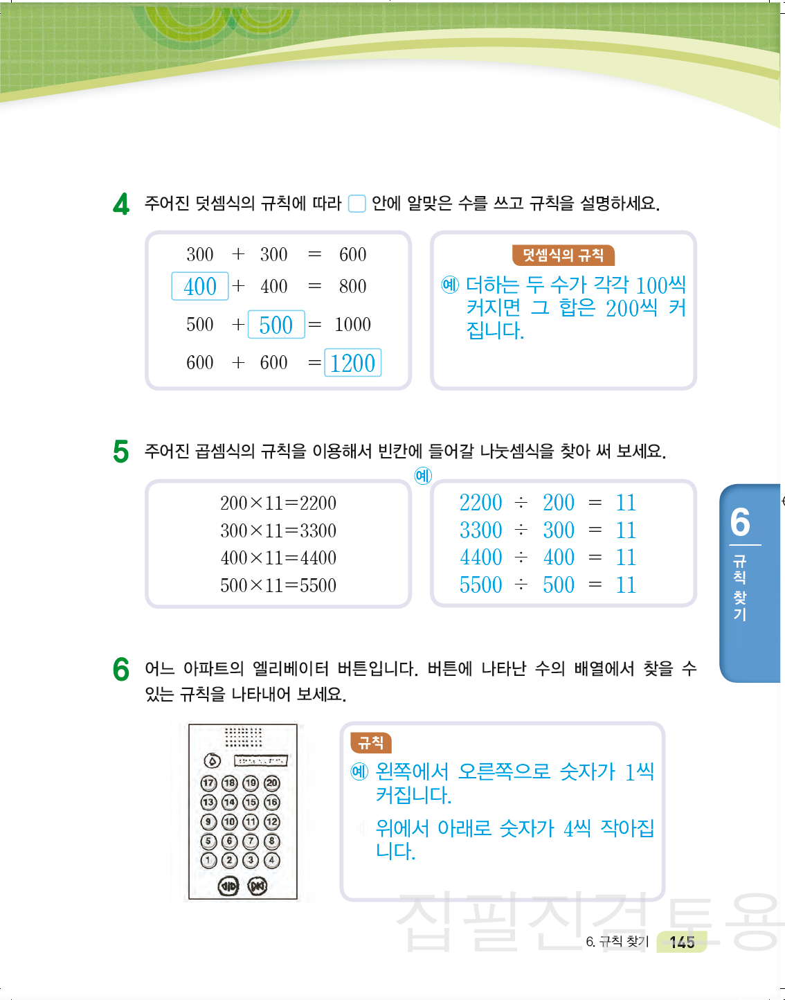 4 주어진 덧셈식의 규칙에 따라 □ 안에 알맞은 수를 쓰고 규칙을 설명하세요.
300 + 300 = 600
400 + 400 = 800
500 + 500 = 1000
600 + 600 = 1200
덧셈식의 규칙
예 더하는 두 수가 각각 100씩
커지면 그 합은 200씩 커
집니다.
5 주어진 곱셈식의 규칙을 이용해서 빈칸에 들어갈 나눗셈식을 찾아 써 보세요.
200×11=2200
300×11=3300
400×11=4400
500×11=5500
예
2200 ÷ 200 = 11
3300 ÷ 300 = 11
4400 ÷ 400 = 11
5500 ÷ 500 = 11
6
규칙 찾기
6 어느 아파트의 엘리베이터 버튼입니다. 버튼에 나타난 수의 배열에서 찾을 수
있는 규칙을 나타내어 보세요.
17 18 19 20
13 14 15 16
9 10 11 12
5 6 7 8
1 2 3 4
규칙
예 왼쪽에서 오른쪽으로 숫자가 1씩
커집니다.
위에서 아래로 숫자가 4씩 작아집
니다.
집필진검토용
6. 규칙 찾기 145